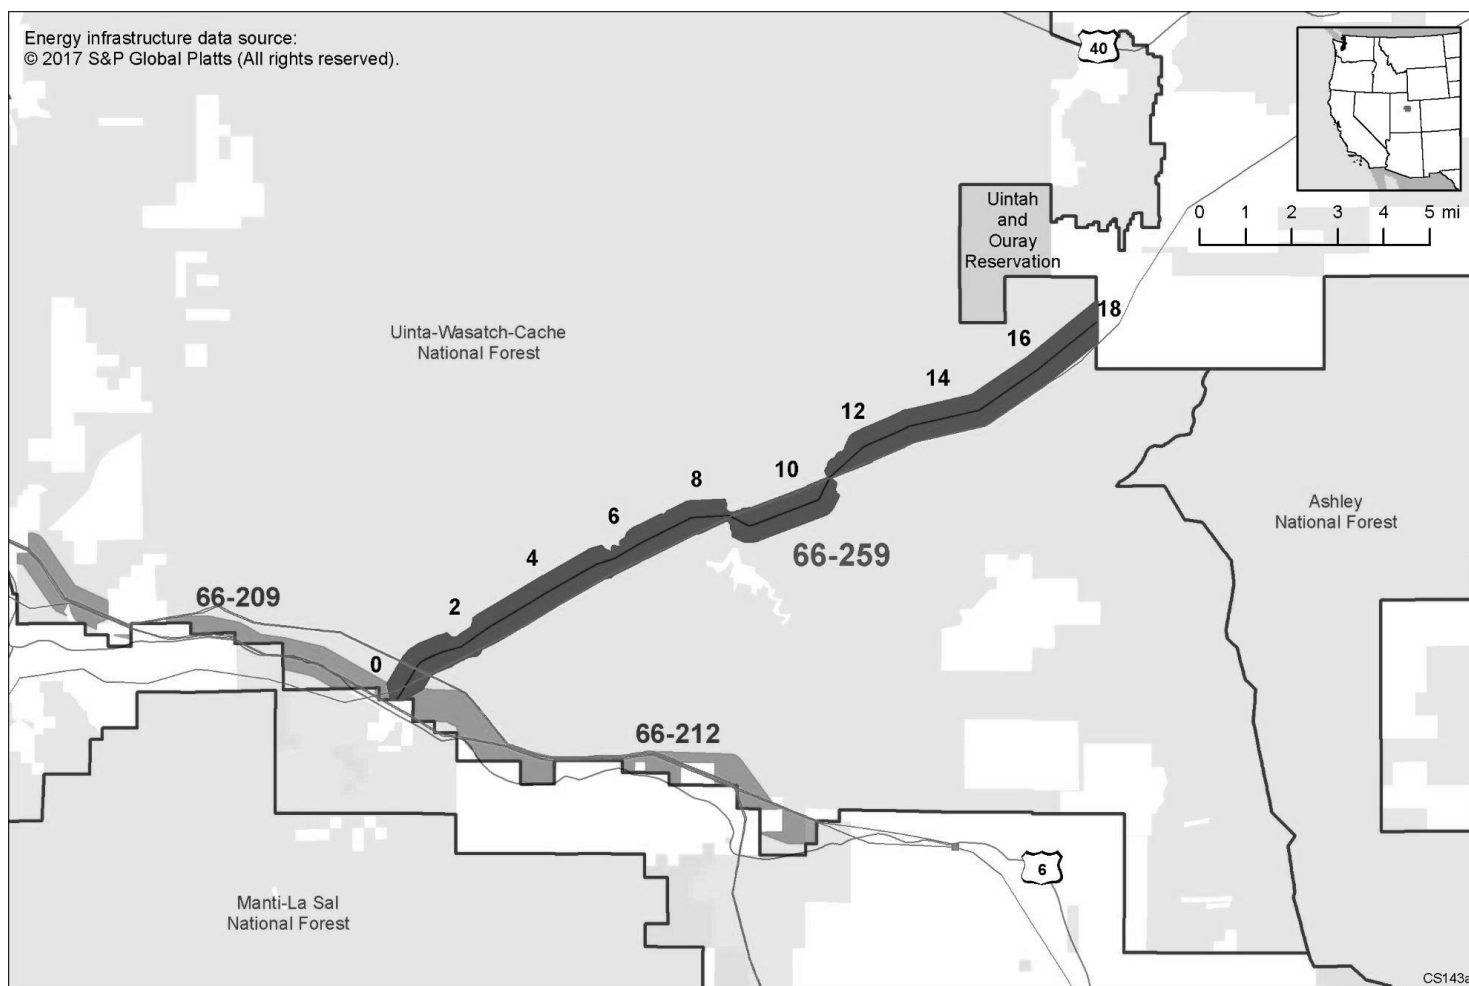 Energy infrastructure data source:
© 2017 S&P Global Platts (All rights reserved).
40
0 1 2 3 4 5 mi
Uintah
and
Ouray
Reservation
18
16
14
12
10
8
6
4
2
0
Uinta-Wasatch-Cache
National Forest
Ashley
National Forest
66-259
66-209
66-212
6
Manti-La Sal
National Forest
CS143a